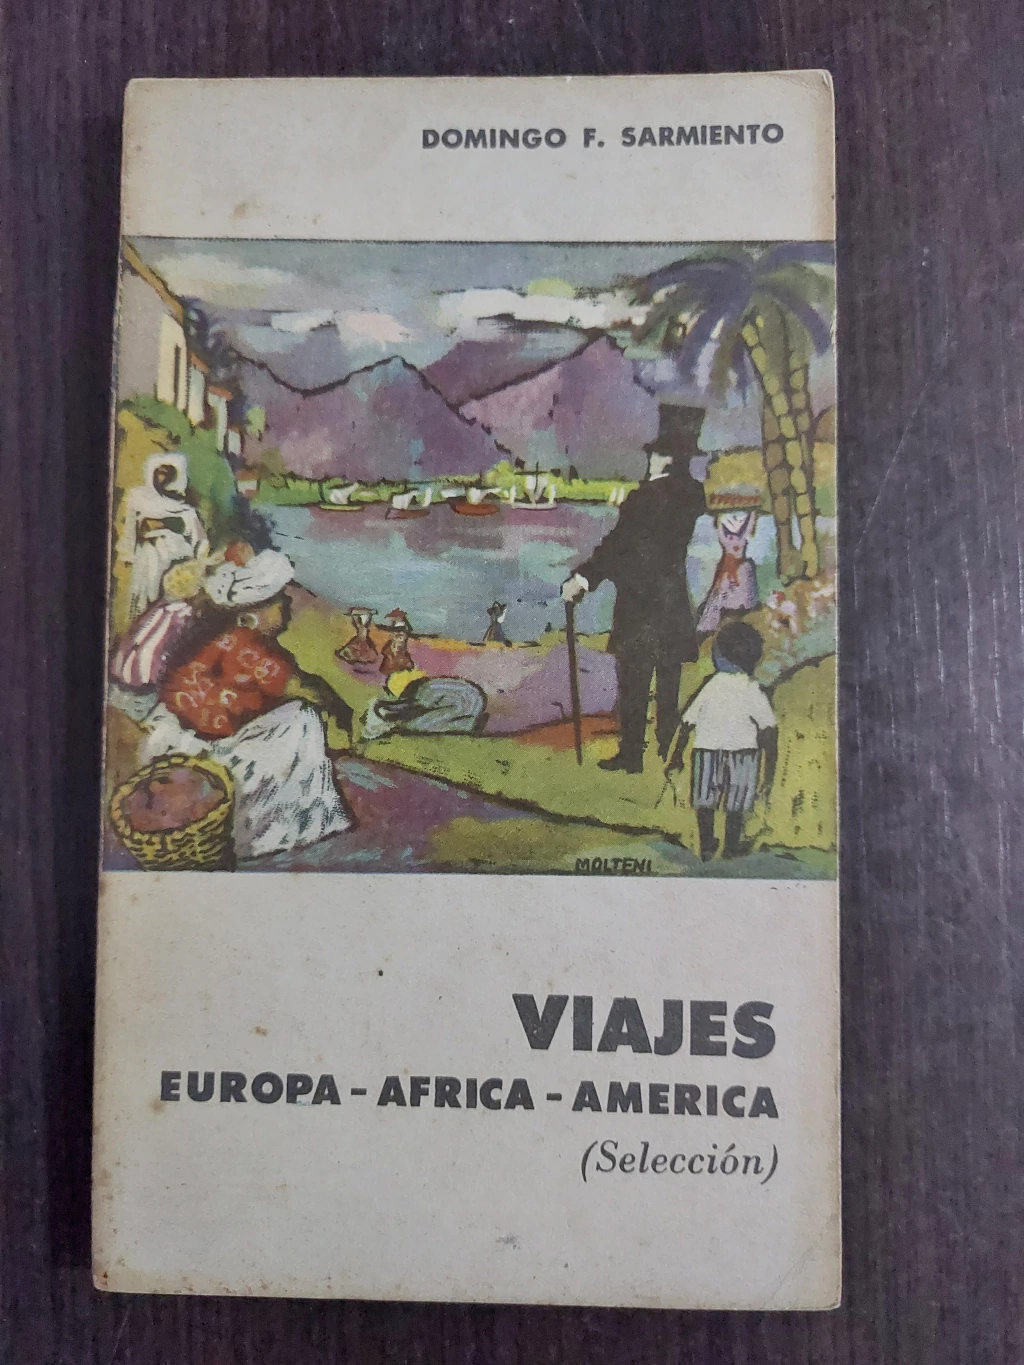 DOMINGO F. SARMIENTO
MOLTENI
VIAJES
EUROPA - AFRICA - AMERICA
(Selección)